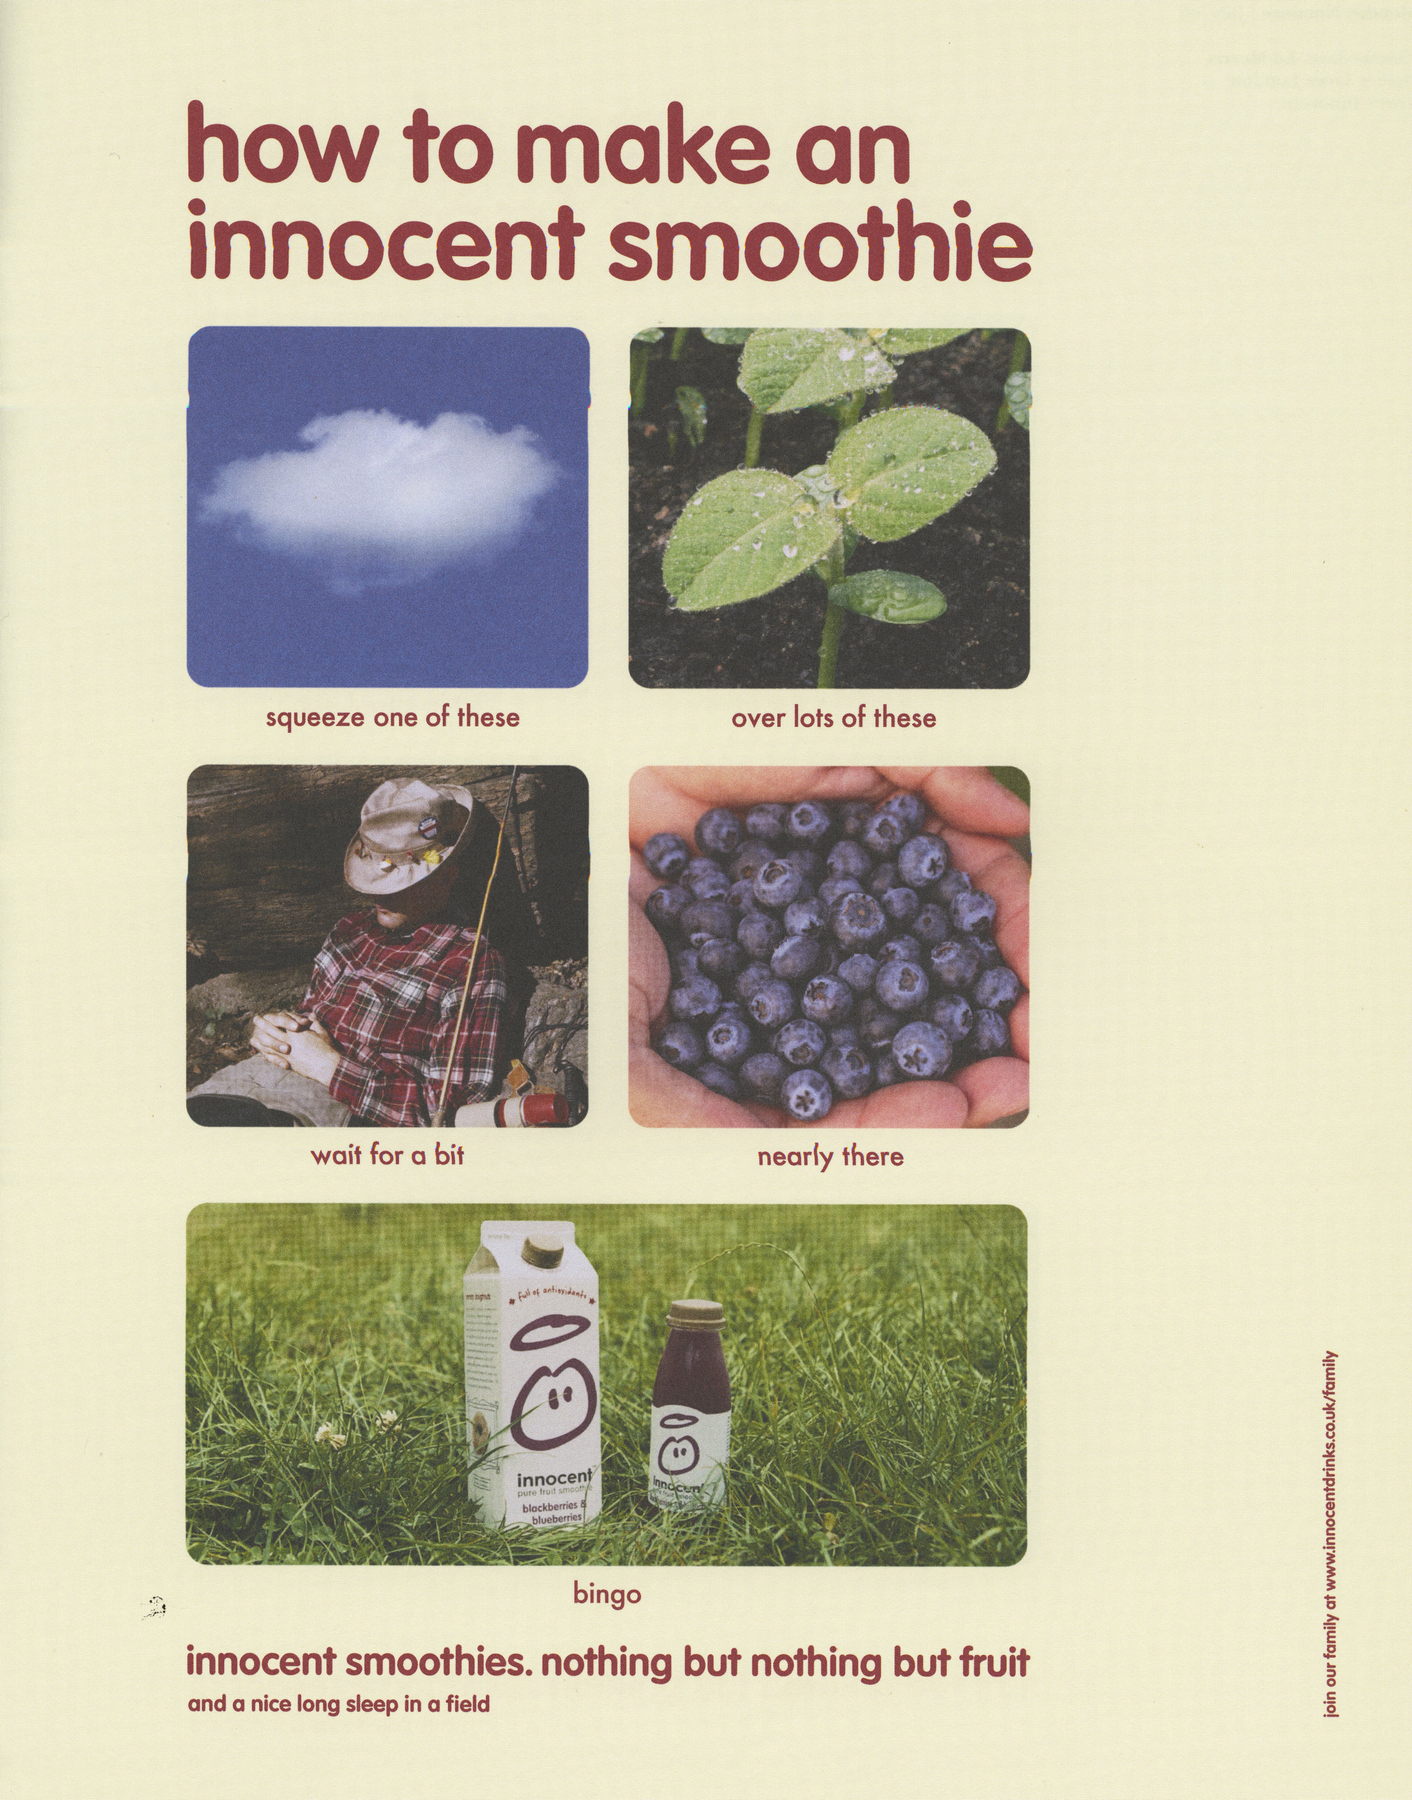 how to make an
innocent smoothie
squeeze one of these
over lots of these
wait for a bit
nearly there
full of antioxidants
innocent
pure fruit smoothie
blackberries &
blueberries
innocent
bingo
innocent smoothies. nothing but nothing but fruit
and a nice long sleep in a field
join our family at www.innocentdrinks.co.uk/family